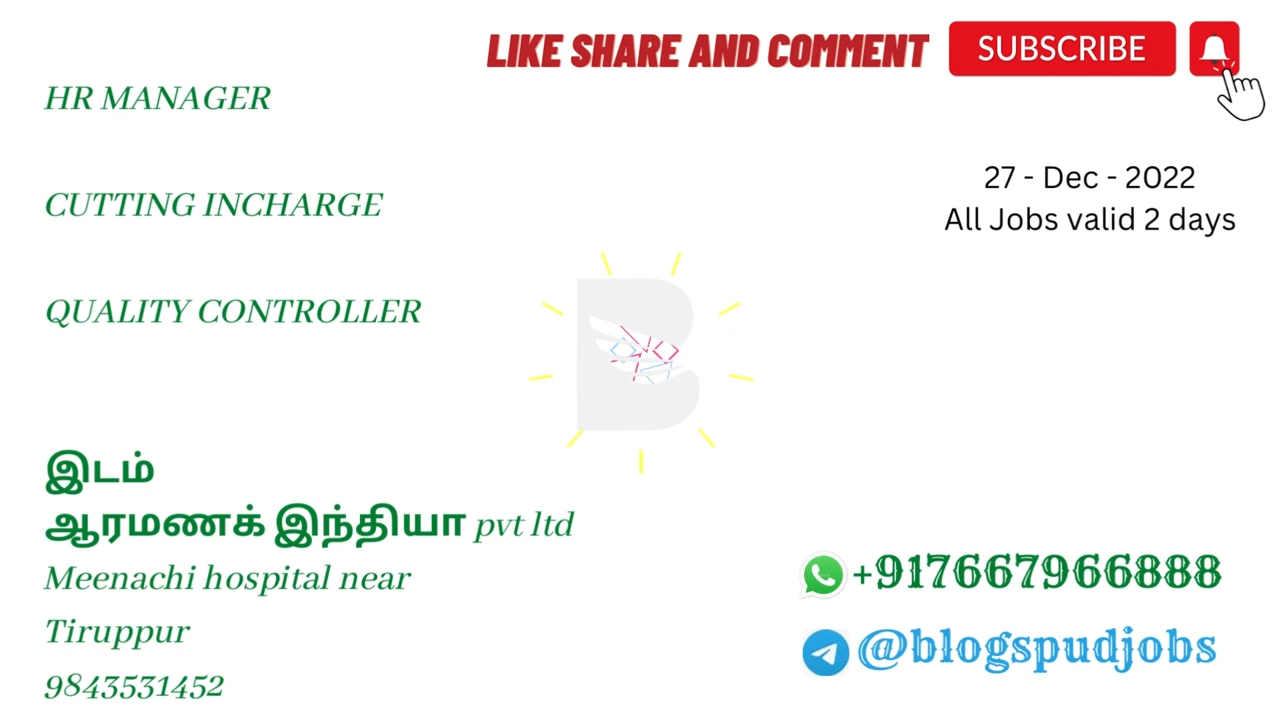 LIKE SHARE AND COMMENT
SUBSCRIBE
HR MANAGER
27 - Dec - 2022
All Jobs valid 2 days
CUTTING INCHARGE
QUALITY CONTROLLER
இடம்
ஆரமணக் இந்தியா pvt ltd
Meenachi hospital near
Tiruppur
9843531452
+917667966888
@blogspudjobs